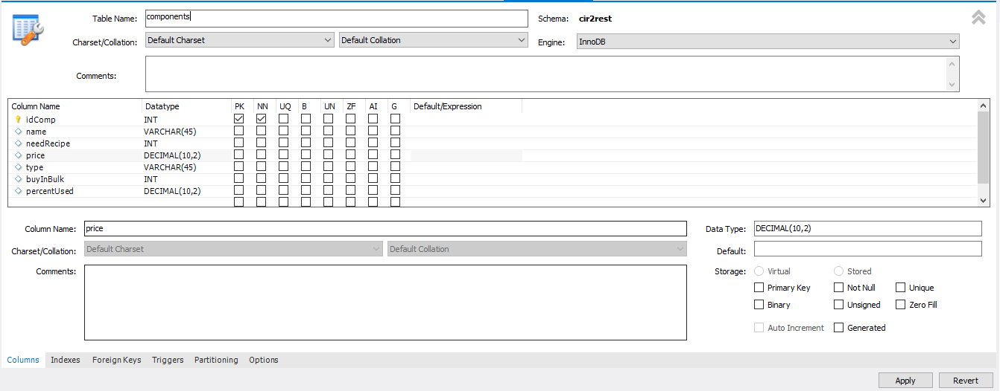 Table Name: components Schema: cir2rest
Charset/Collation: Default Charset Default Collation Engine: InnoDB
Comments:
Column Name Datatype PK NN UQ B UN ZF AI G Default/Expression
idComp INT
name VARCHAR(45)
needRecipe INT
price DECIMAL(10,2)
type VARCHAR(45)
buyInBulk INT
percentUsed DECIMAL(10,2)
Column Name: price Data Type: DECIMAL(10,2)
Charset/Collation: Default Charset Default Collation Default:
Comments: Storage: Virtual Stored
Primary Key Not Null Unique
Binary Unsigned Zero Fill
Auto Increment Generated
Columns Indexes Foreign Keys Triggers Partitioning Options
Apply Revert